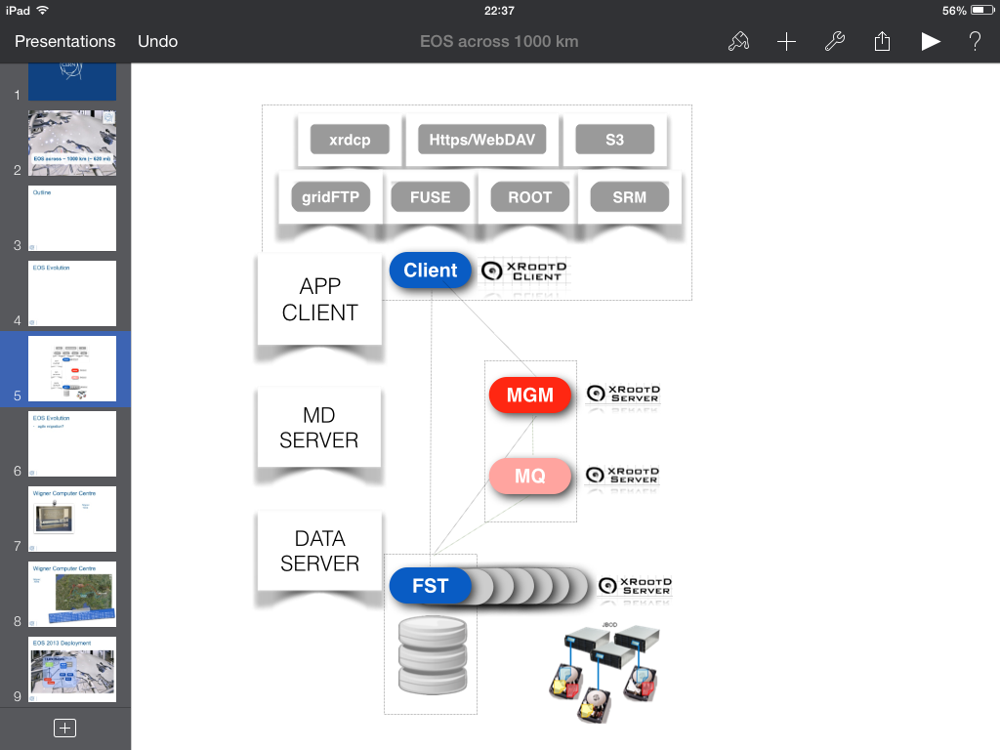 iPad
22:37
56%
Presentations
Undo
EOS across 1000 km
?
1
2
EOS across ~ 1000 km (~ 620 mi)
3
Outline
4
EOS Evolution
5
6
EOS Evolution
7
Wigner Computer Centre
8
Wigner Computer Centre
9
EOS 2013 Deployment
xrdcp
Https/WebDAV
S3
gridFTP
FUSE
ROOT
SRM
APP
CLIENT
Client
XROOTD
CLIENT
MD
SERVER
MGM
XROOTD
SERVER
MQ
XROOTD
SERVER
DATA
SERVER
FST
XROOTD
SERVER
JBOD